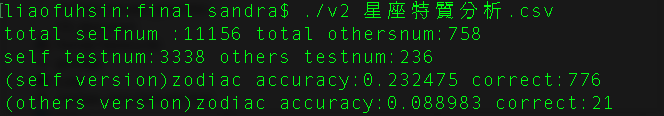 [liaofuhsin:final sandra$ ./v2 星座特質分析.csv
total selfnum :11156 total othersnum:758
self testnum:3338 others testnum:236
(self version)zodiac accuracy:0.232475 correct:776
(others version)zodiac accuracy:0.088983 correct:21